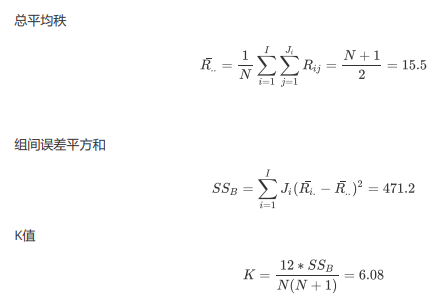 总平均秩
$\bar{R}_{..} = \frac{1}{N} \sum_{i=1}^{I} \sum_{j=1}^{J_i} R_{ij} = \frac{N+1}{2} = 15.5$
组间误差平方和
$SS_B = \sum_{i=1}^{I} J_i (\bar{R}_{i.} - \bar{R}_{..})^2 = 471.2$
K值
$K = \frac{12 * SS_B}{N(N+1)} = 6.08$